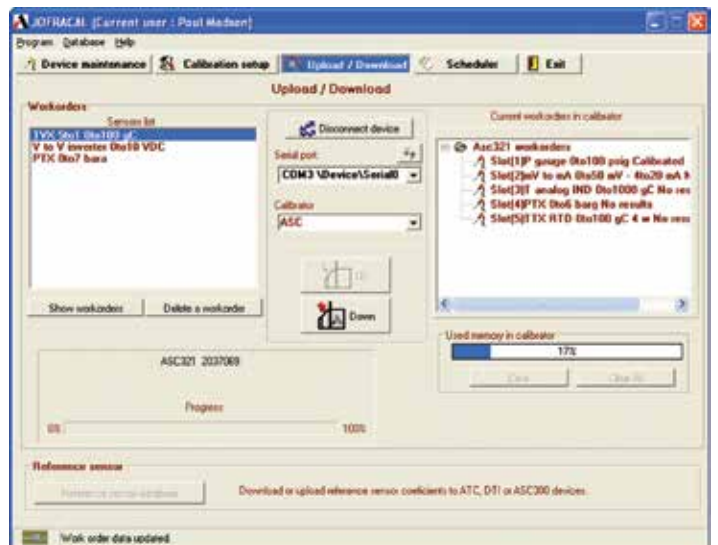 JOFRACAL [Current user : Poul Madsen]
Program Database Help
Device maintenance Calibration setup Upload / Download Scheduler Exit
Upload / Download
Workorders
Sensors list
5to1 0to100 gC
V to V inverter 0to10 VDC
PTX 0to7 bara
Show workorders Delete a workorder
Disconnect device
Serial port
COM3 \Device\Serial0
Calibrator
ASC
Up
Down
Current workorders in calibrator
Asc321 workorders
Slot[1]P gauge 0to100 psig Calibrated
Slot[2]mV to mA 0to50 mV - 4to20 mA N
Slot[3]T analog IND 0to1000 gC No res
Slot[4]PTX 0to6 barg No results
Slot[5]TTX RTD 0to100 gC 4 w No resu
Used memory in calibrator
17%
Clear Clear All
ASC321 2037069
Progress
0% 100%
Reference sensor
Reference sensor database
Download or upload reference sensor coeficients to ATC, DTI or ASC300 devices.
Work order data updated